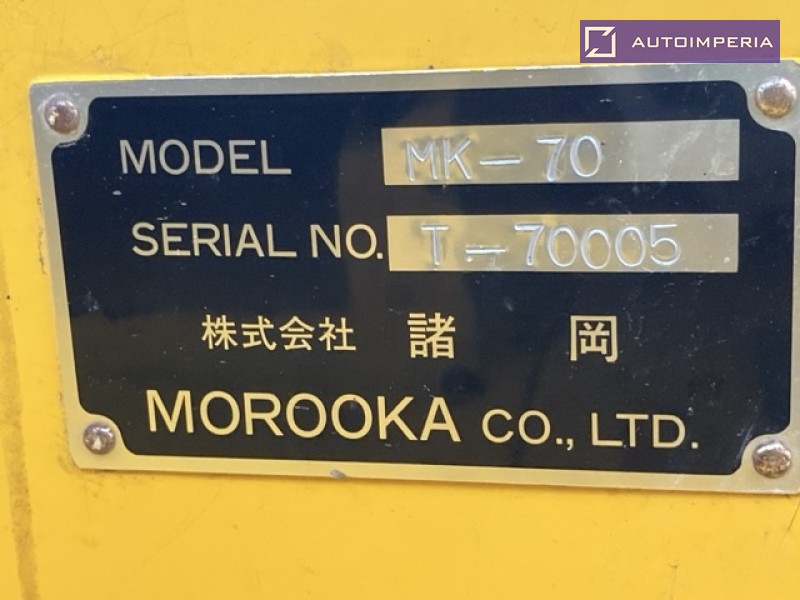 AUTOIMPERIA
MODEL MK-70
SERIAL NO. T-70005
株式会社 諸岡
MOROOKA CO., LTD.